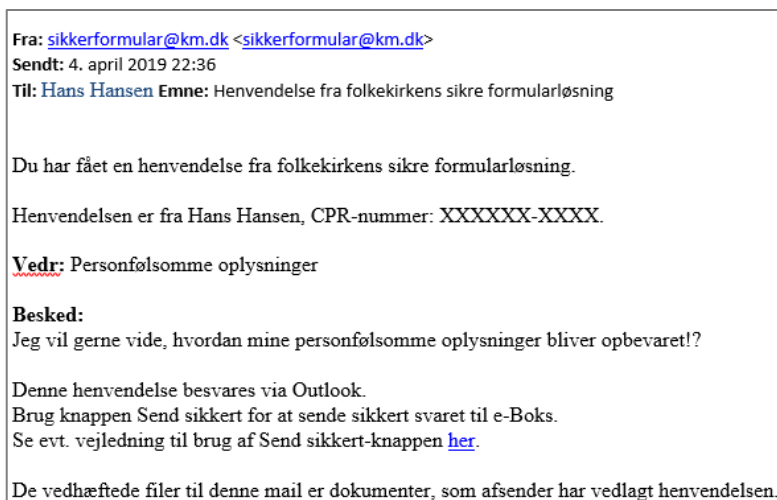 Fra: sikkerformular@km.dk <sikkerformular@km.dk>
Sendt: 4. april 2019 22:36
Til: Hans Hansen Emne: Henvendelse fra folkekirkens sikre formularløsning
Du har fået en henvendelse fra folkekirkens sikre formularløsning.
Henvendelsen er fra Hans Hansen, CPR-nummer: XXXXXX-XXXX.
Vedr: Personfølsomme oplysninger
Besked:
Jeg vil gerne vide, hvordan mine personfølsomme oplysninger bliver opbevaret!?
Denne henvendelse besvares via Outlook.
Brug knappen Send sikkert for at sende sikkert svaret til e-Boks.
Se evt. vejledning til brug af Send sikkert-knappen her.
De vedhæftede filer til denne mail er dokumenter, som afsender har vedlagt henvendelsen.